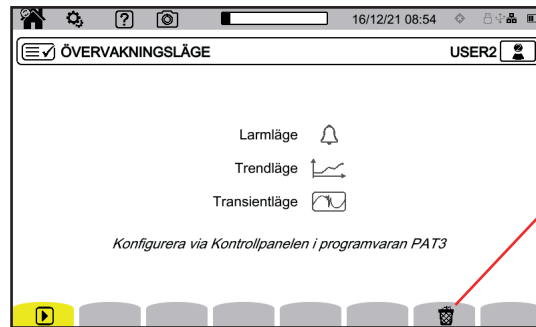 16/12/21 08:54
ÖVERVAKNINGSLÄGE USER2
Larmläge
Trendläge
Transientläge
Konfigurera via Kontrollpanelen i programvaran PAT3